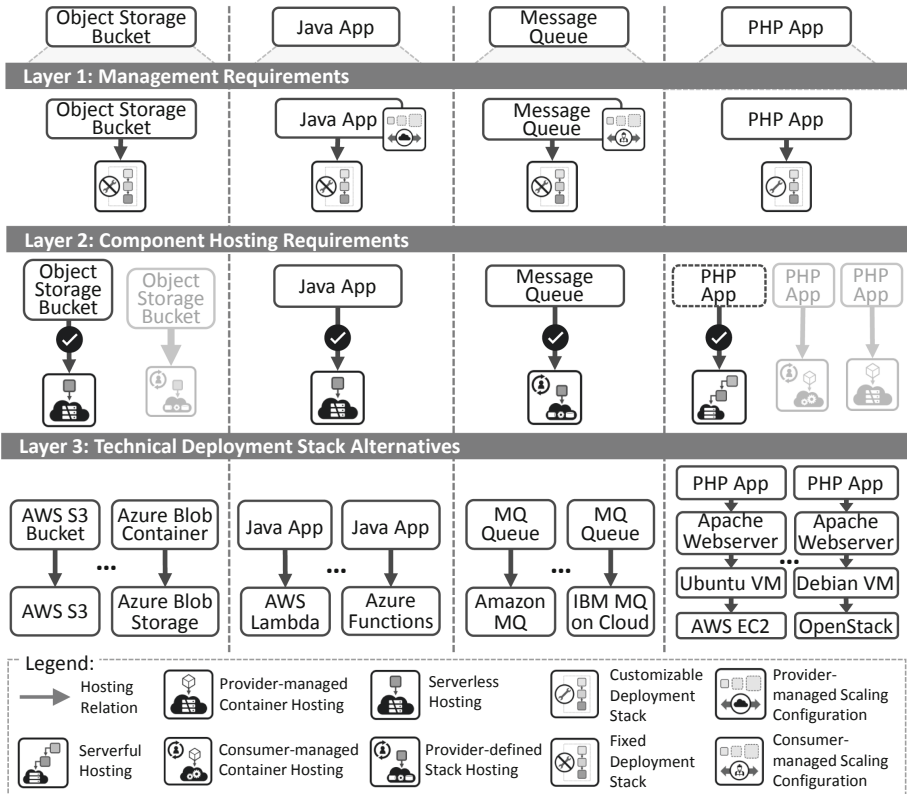 Object Storage
Bucket
Java App
Message
Queue
PHP App
Layer 1: Management Requirements
Object Storage
Bucket
Java App
Message
Queue
PHP App
Layer 2: Component Hosting Requirements
Object
Storage
Bucket
Object
Storage
Bucket
Java App
Message
Queue
PHP
App
PHP
App
PHP
App
Layer 3: Technical Deployment Stack Alternatives
AWS S3
Bucket
Azure Blob
Container
...
AWS S3
Azure Blob
Storage
Java App
Java App
...
AWS
Lambda
Azure
Functions
MQ
Queue
MQ
Queue
...
Amazon
MQ
IBM MQ
on Cloud
PHP App
PHP App
Apache
Webserver
Apache
Webserver
...
Ubuntu VM
Debian VM
AWS EC2
OpenStack
Legend:
Hosting
Relation
Provider-managed
Container Hosting
Serverless
Hosting
Customizable
Deployment
Stack
Provider-
managed Scaling
Configuration
Serverful
Hosting
Consumer-managed
Container Hosting
Provider-defined
Stack Hosting
Fixed
Deployment
Stack
Consumer-
managed Scaling
Configuration